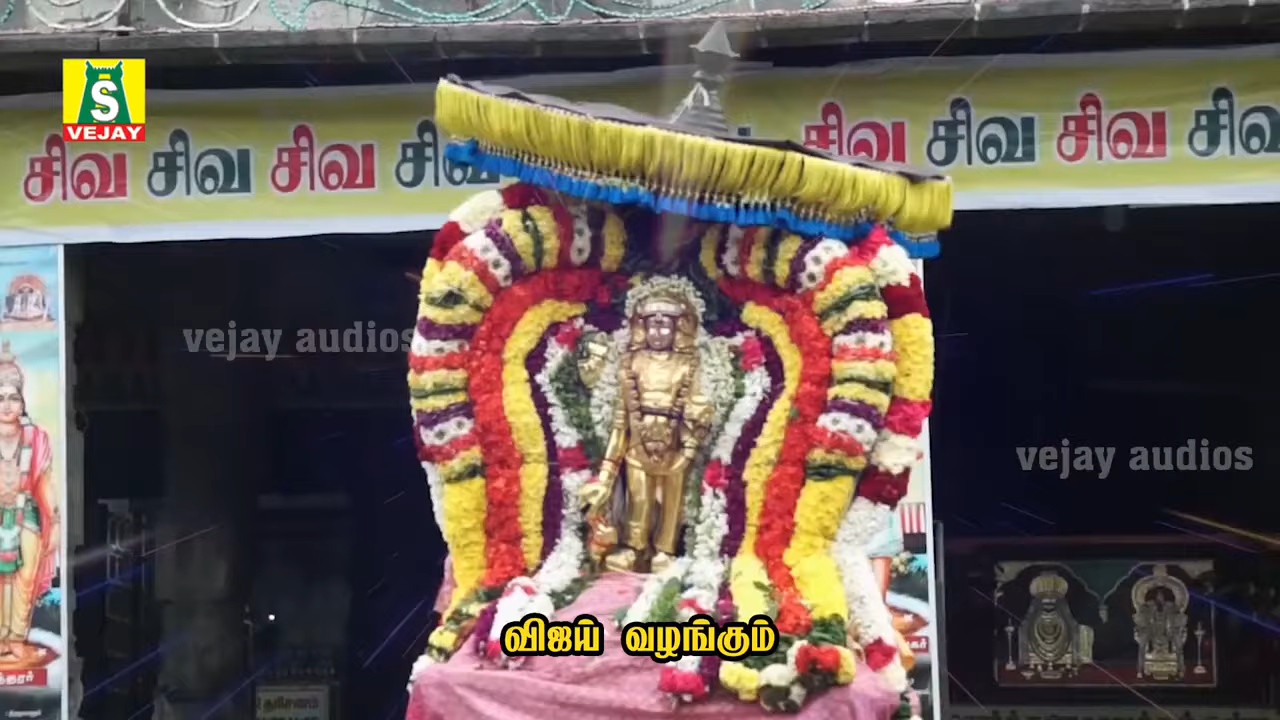 S
VEJAY
சிவ சிவ சிவ சிவ சிவ சிவ சிவ சிவ
vejay audios
vejay audios
விஜய் வழங்கும்